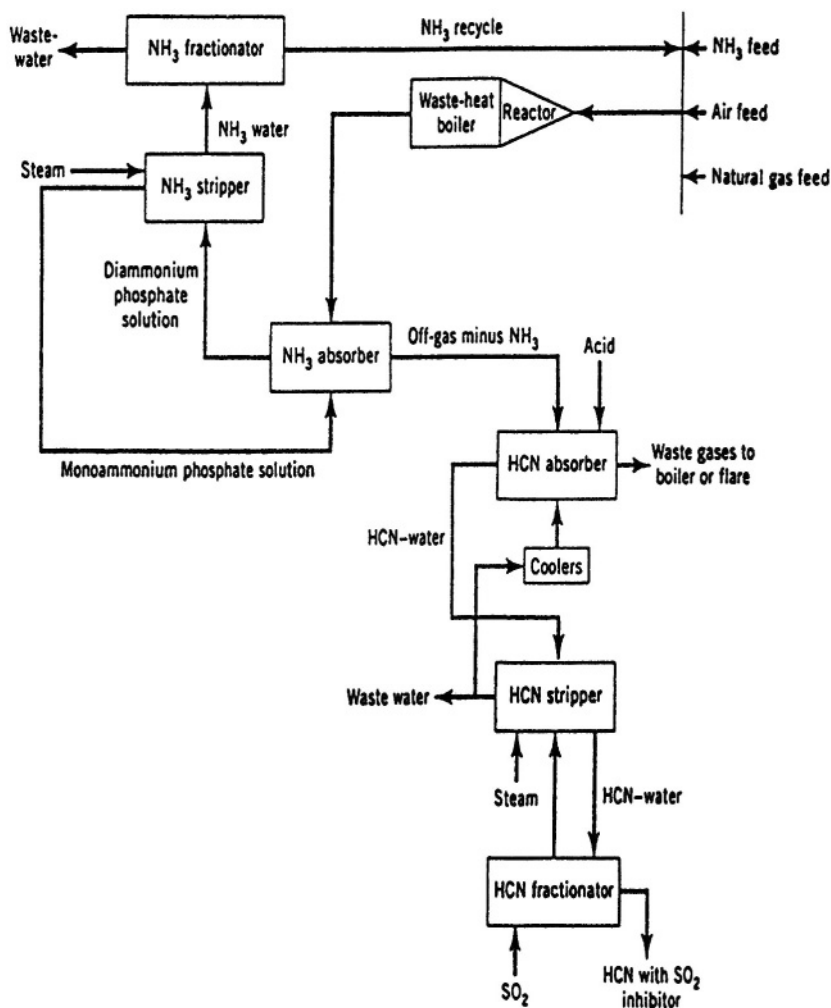 Waste-
water
NH₃ fractionator
NH₃ recycle
NH₃ feed
Waste-heat
boiler
Reactor
Air feed
NH₃ water
Steam
NH₃ stripper
Natural gas feed
Diammonium
phosphate
solution
NH₃ absorber
Off-gas minus NH₃
Acid
Monoammonium phosphate solution
HCN absorber
Waste gases to
boiler or flare
HCN–water
Coolers
Waste water
HCN stripper
Steam
HCN–water
HCN fractionator
SO₂
HCN with SO₂
inhibitor